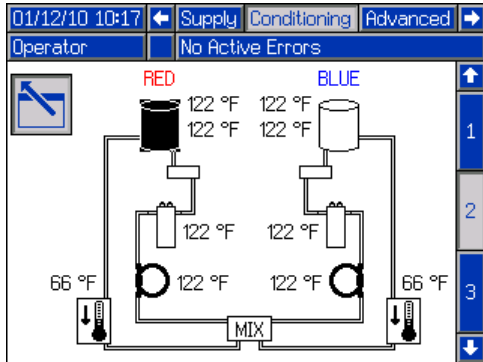 01/12/10 10:17 Supply Conditioning Advanced
Operator No Active Errors
RED BLUE
122 °F 122 °F
122 °F 122 °F
1
122 °F 122 °F
2
66 °F 122 °F 122 °F 66 °F
3
MIX